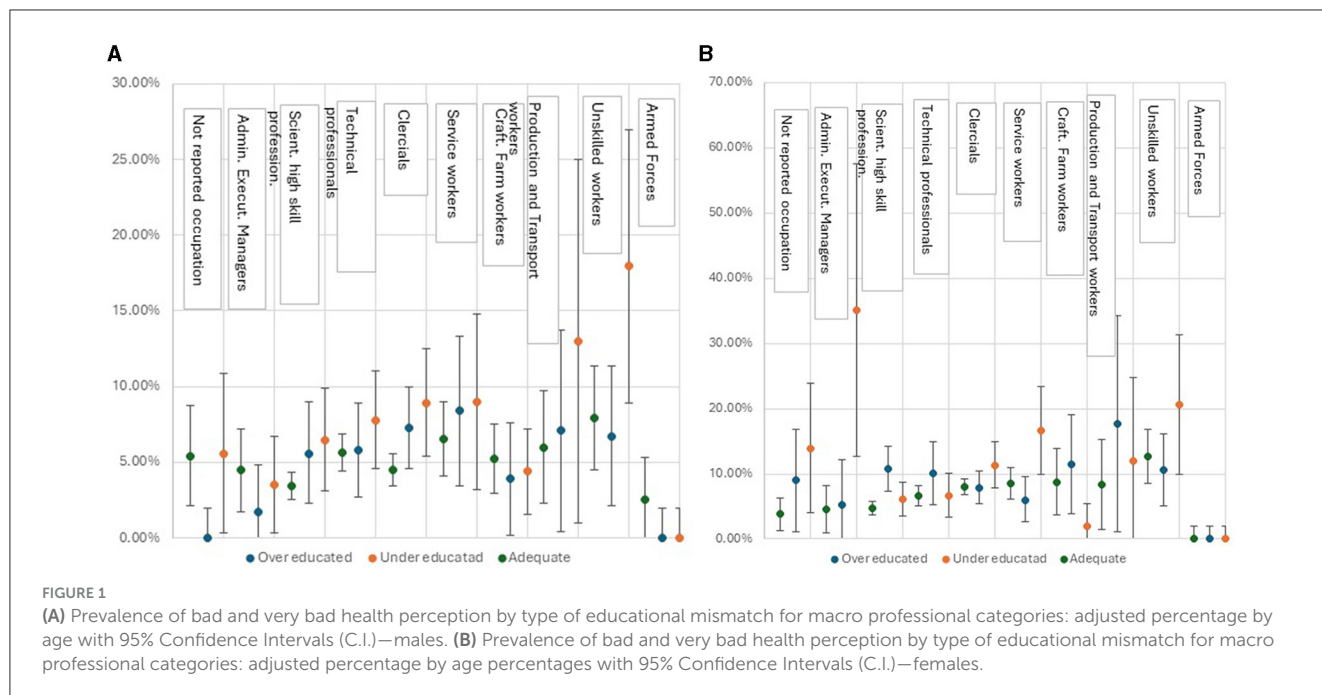 A
30.00%
25.00%
20.00%
15.00%
10.00%
5.00%
0.00%
Not reported occupation
Admin. Execut. Managers
Scient. high skill
profession.
Technical
professionals
Clercials
Service workers
Craft. Farm workers
workers
Production and Transport
Unskilled workers
Armed Forces
Over educated
Under educatad
Adequate
B
70.00%
60.00%
50.00%
40.00%
30.00%
20.00%
10.00%
0.00%
Not reported occupation
Admin. Execut. Managers
Scient. high skill
profession.
Technical professionals
Clercials
Service workers
Craft. Farm workers
Production and Transport workers
Unskilled workers
Armed Forces
Over educated
Under educatad
Adequate
FIGURE 1
(A) Prevalence of bad and very bad health perception by type of educational mismatch for macro professional categories: adjusted percentage by
age with 95% Confidence Intervals (C.I.)—males. (B) Prevalence of bad and very bad health perception by type of educational mismatch for macro
professional categories: adjusted percentage by age percentages with 95% Confidence Intervals (C.I.)—females.